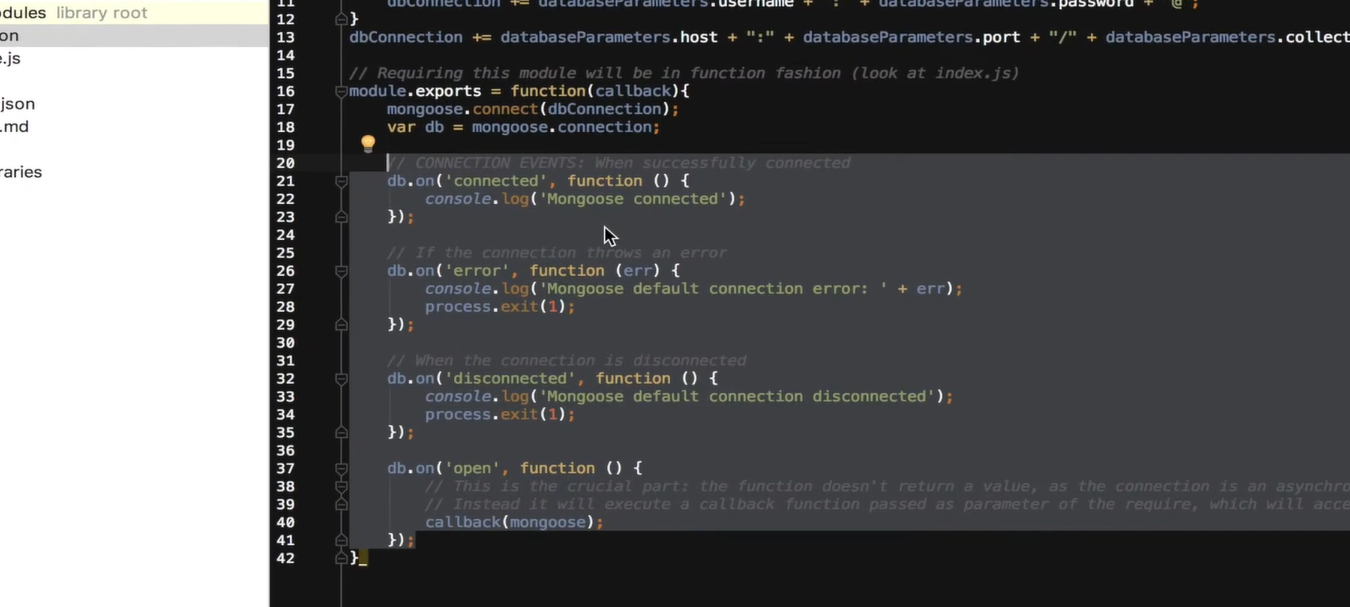 odules library root
on
e.js
json
.md
raries
11 dbConnection += databaseParameters.username + ":" + databaseParameters.password + "@";
12 }
13 dbConnection += databaseParameters.host + ":" + databaseParameters.port + "/" + databaseParameters.collect
14
15 // Requiring this module will be in function fashion (look at index.js)
16 module.exports = function(callback){
17 mongoose.connect(dbConnection);
18 var db = mongoose.connection;
19
20 // CONNECTION EVENTS: When successfully connected
21 db.on('connected', function () {
22 console.log('Mongoose connected');
23 });
24
25 // If the connection throws an error
26 db.on('error', function (err) {
27 console.log('Mongoose default connection error: ' + err);
28 process.exit(1);
29 });
30
31 // When the connection is disconnected
32 db.on('disconnected', function () {
33 console.log('Mongoose default connection disconnected');
34 process.exit(1);
35 });
36
37 db.on('open', function () {
38 // This is the crucial part: the function doesn't return a value, as the connection is an asynchro
39 // Instead it will execute a callback function passed as parameter of the require, which will acce
40 callback(mongoose);
41 });
42 }